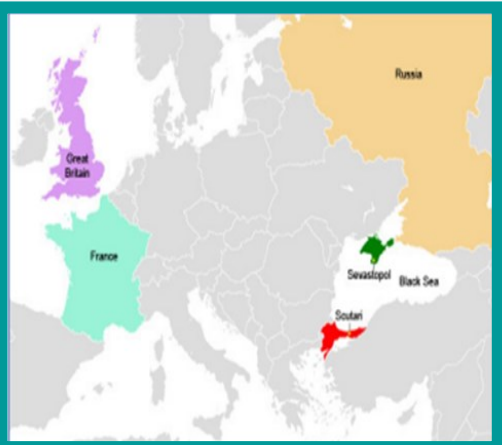 Russia
Great
Britain
France
Sevastopol
Black Sea
Scutari